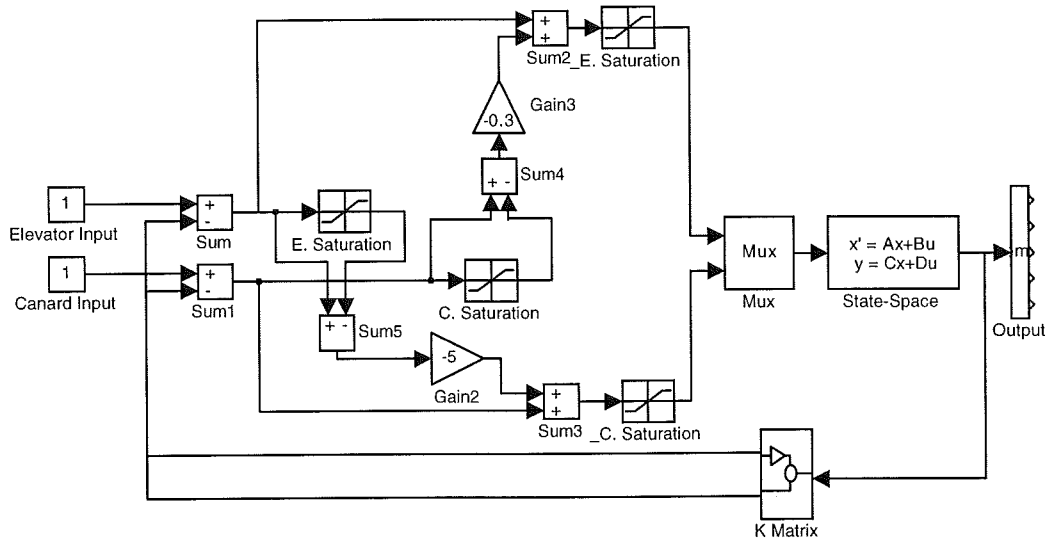 +
+
Sum2
_E. Saturation
Gain3
-0.3
+ -
Sum4
1
Elevator Input
+
-
Sum
E. Saturation
1
Canard Input
+
-
Sum1
C. Saturation
+ -
Sum5
-5
Gain2
+
+
Sum3
_C. Saturation
Mux
Mux
x' = Ax+Bu
y = Cx+Du
State-Space
m
Output
K Matrix